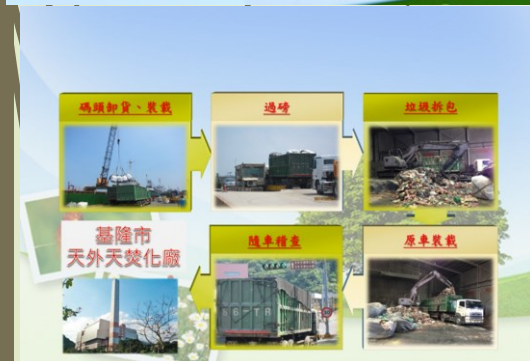 碼頭卸貨、裝載
過磅
垃圾拆包
基隆市
天外天焚化廠
隨車稽查
原車裝載